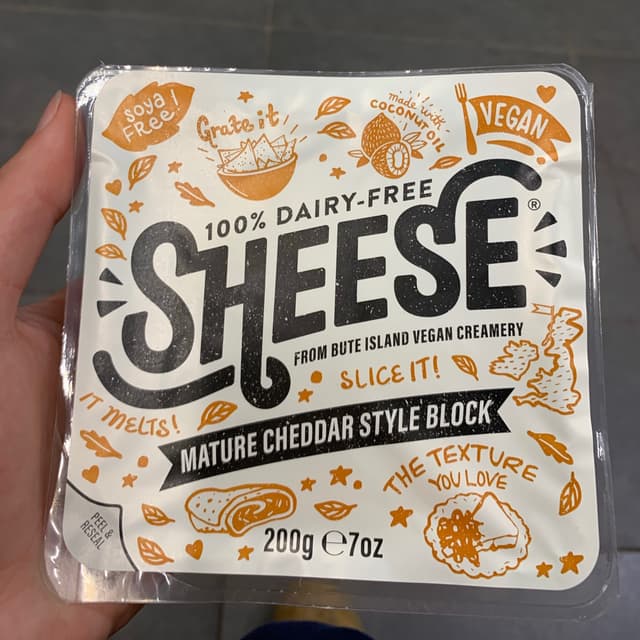 soya
FREE!
Grate it
made with
COCONUT OIL
VEGAN
100% DAIRY-FREE
SHEESE®
FROM BUTE ISLAND VEGAN CREAMERY
SLICE IT!
IT MELTS!
MATURE CHEDDAR STYLE BLOCK
THE TEXTURE
YOU LOVE
PEEL &
RESEAL
200g ℮7oz